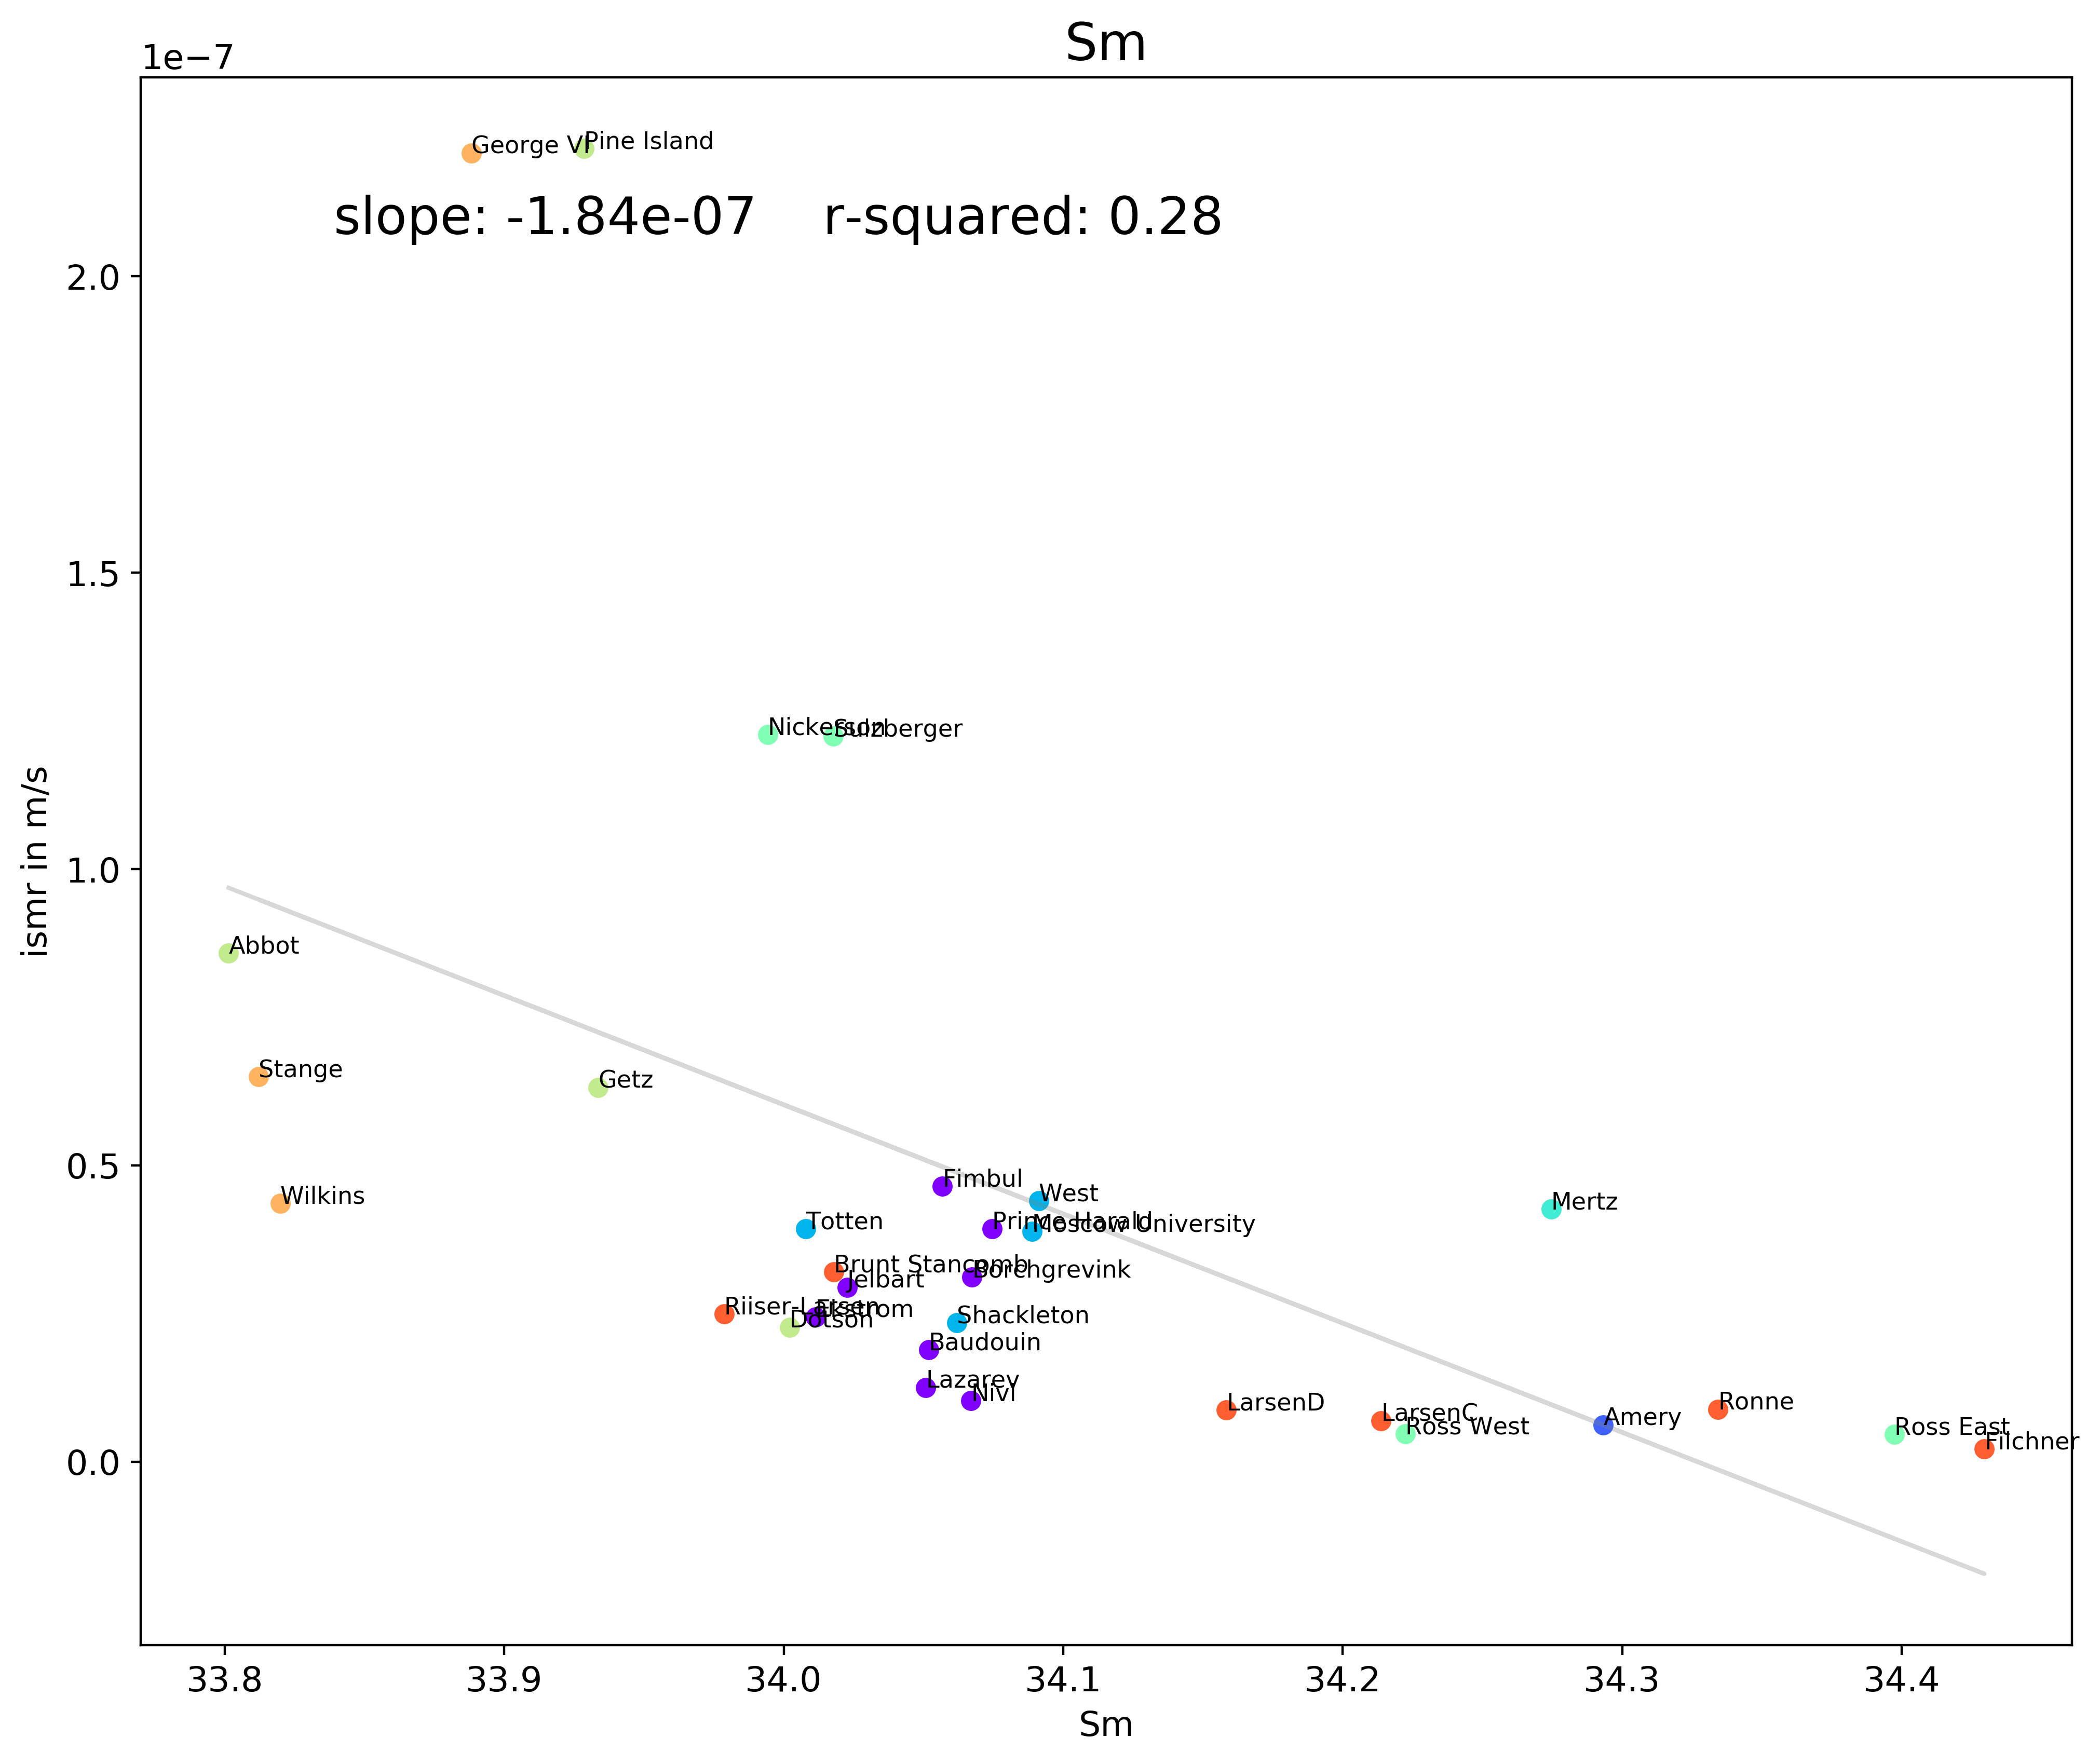 Sm
1e−7
George VI
Pine Island
slope: -1.84e-07    r-squared: 0.28
2.0
1.5
Nickerson
Sulzberger
ismr in m/s
1.0
Abbot
Stange
Getz
0.5
Fimbul
Wilkins
West
Mertz
Totten
Prince Harald
Moscow University
Brunt Stancomb
Borchgrevink
Jelbart
Riiser-Larsen
Ekstrom
Dotson
Shackleton
Baudouin
Lazarev
Nivl
LarsenD
LarsenC
Ross West
Amery
Ronne
Ross East
Filchner
0.0
33.8
33.9
34.0
34.1
34.2
34.3
34.4
Sm